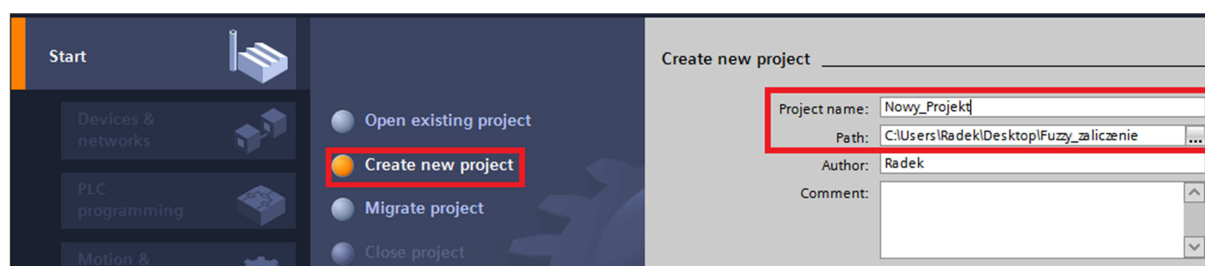 Start
Devices &
networks
PLC
programming
Motion &
Open existing project
Create new project
Migrate project
Close project
Create new project
Project name: Nowy_Projekt
Path: C:\Users\Radek\Desktop\Fuzzy_zaliczenie ...
Author: Radek
Comment: